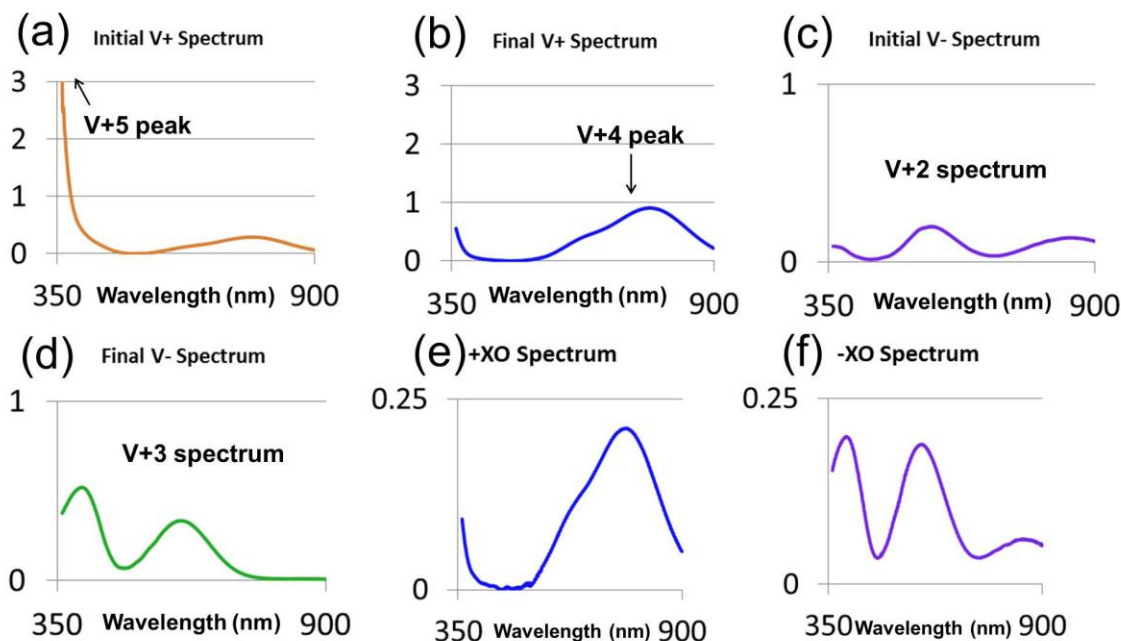 (a) Initial V+ Spectrum
3
2
1
0
V+5 peak
350 Wavelength (nm) 900
(b) Final V+ Spectrum
3
2
1
0
V+4 peak
350 Wavelength (nm) 900
(c) Initial V- Spectrum
1
0
V+2 spectrum
350 Wavelength (nm) 900
(d) Final V- Spectrum
1
0
V+3 spectrum
350 Wavelength (nm) 900
(e) +XO Spectrum
0.25
0
350 Wavelength (nm) 900
(f) -XO Spectrum
0.25
0
350 Wavelength (nm) 900